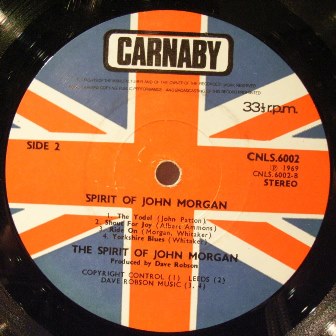 CARNABY
33⅓ r.p.m.
SIDE 2
CNLS.6002
℗ 1969
CNLS.6002-B
STEREO
SPIRIT OF JOHN MORGAN
1. The Yodel (John Patton)
2. Shout For Joy (Albert Ammons)
3. Ride On (Morgan, Whitaker)
4. Yorkshire Blues (Whitaker)
THE SPIRIT OF JOHN MORGAN
Produced by Dave Robson
COPYRIGHT CONTROL (1) LEEDS (2)
DAVE ROBSON MUSIC (3, 4)